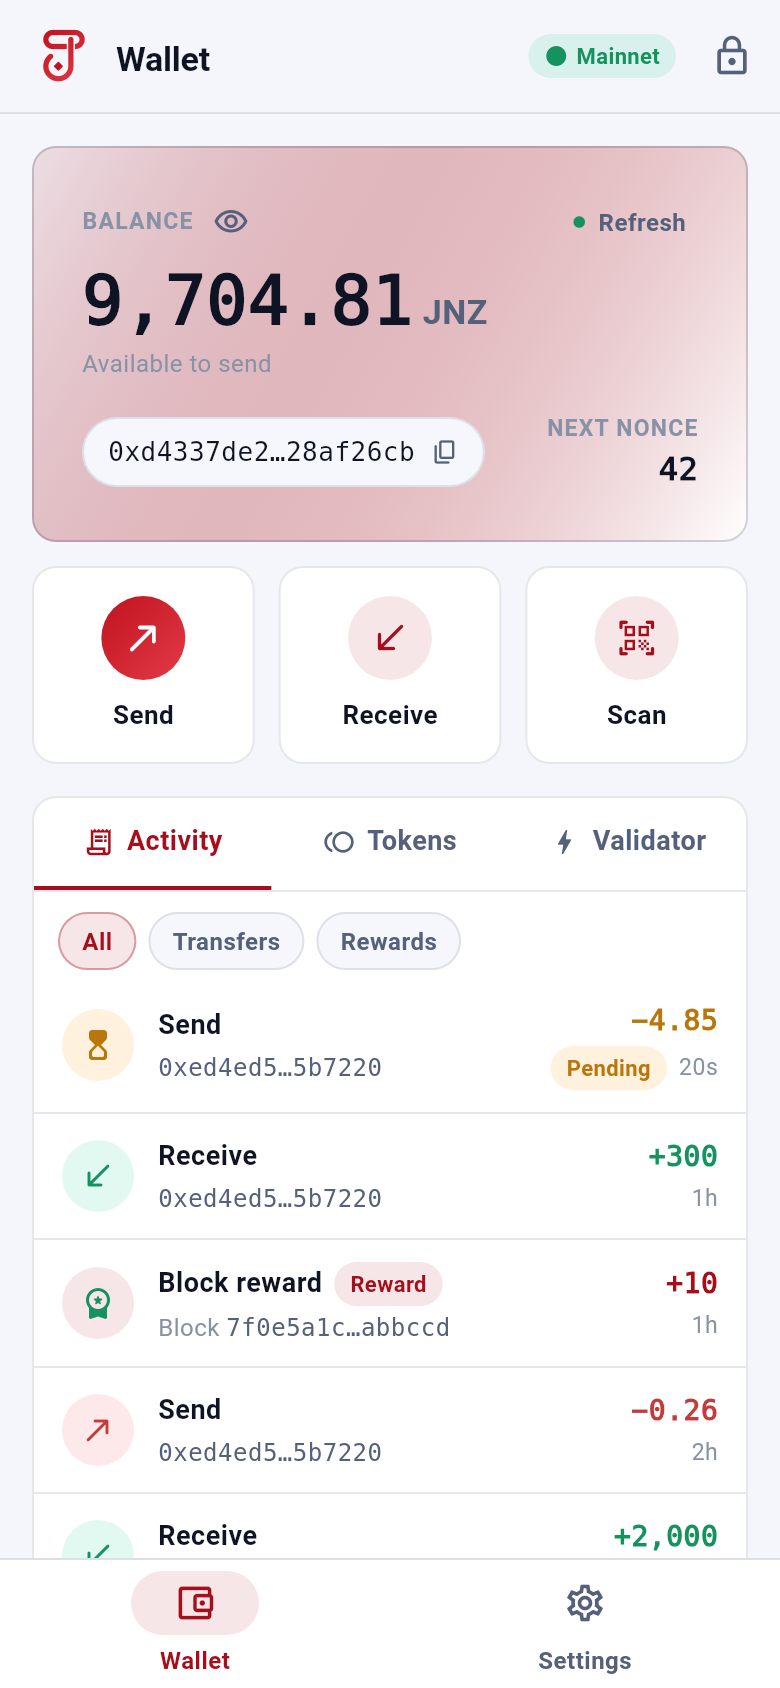 Wallet
Mainnet
BALANCE
Refresh
9,704.81 JNZ
Available to send
0xd4337de2…28af26cb
NEXT NONCE
42
Send
Receive
Scan
Activity
Tokens
Validator
All
Transfers
Rewards
Send
−4.85
0xed4ed5…5b7220
Pending
20s
Receive
+300
0xed4ed5…5b7220
1h
Block reward
Reward
+10
Block 7f0e5a1c…abbccd
1h
Send
−0.26
0xed4ed5…5b7220
2h
Receive
+2,000
Wallet
Settings